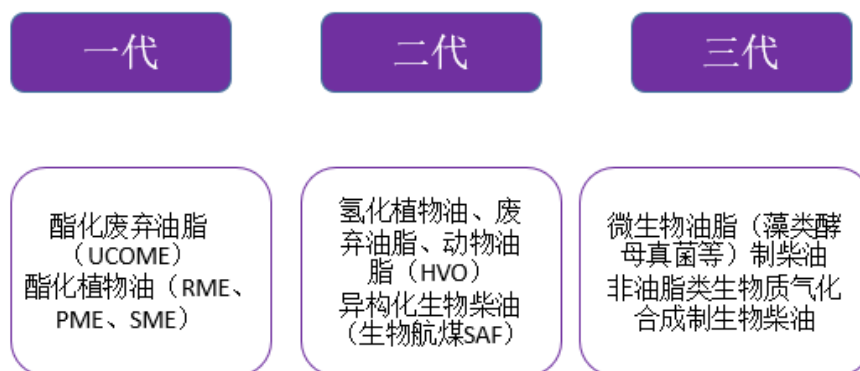 一代
二代
三代
酯化废弃油脂
（UCOME）
酯化植物油（RME、
PME、SME）
氢化植物油、废
弃油脂、动物油
脂（HVO）
异构化生物柴油
（生物航煤SAF）
微生物油脂（藻类酵
母真菌等）制柴油
非油脂类生物质气化
合成制生物柴油